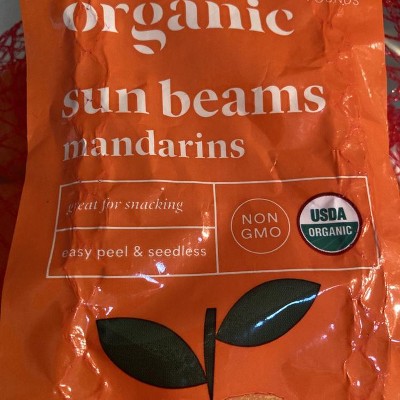 organic
sun beams
mandarins
great for snacking
easy peel & seedless
NON
GMO
USDA
ORGANIC